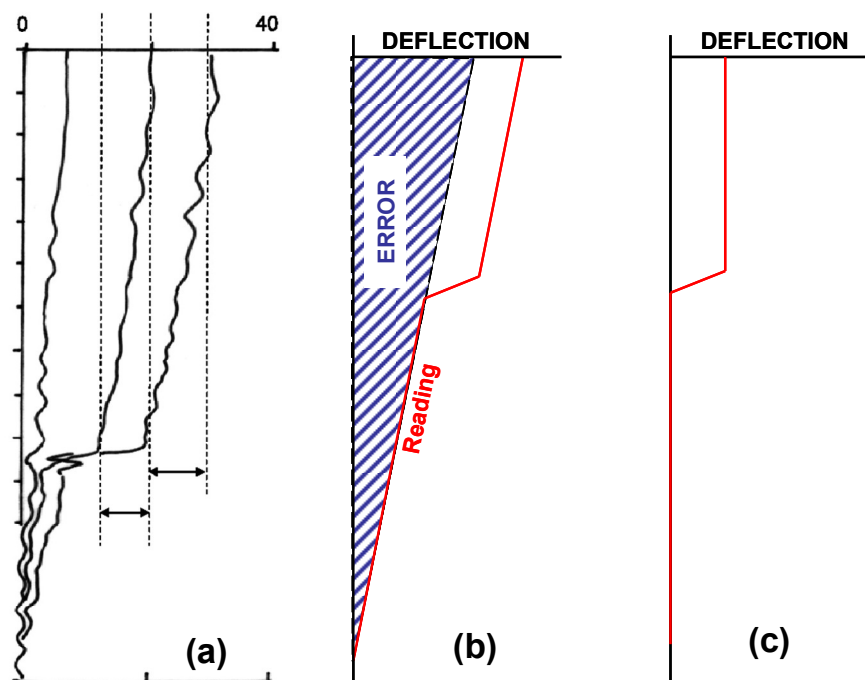 0 40
DEFLECTION
DEFLECTION
ERROR
Reading
(a)
(b)
(c)